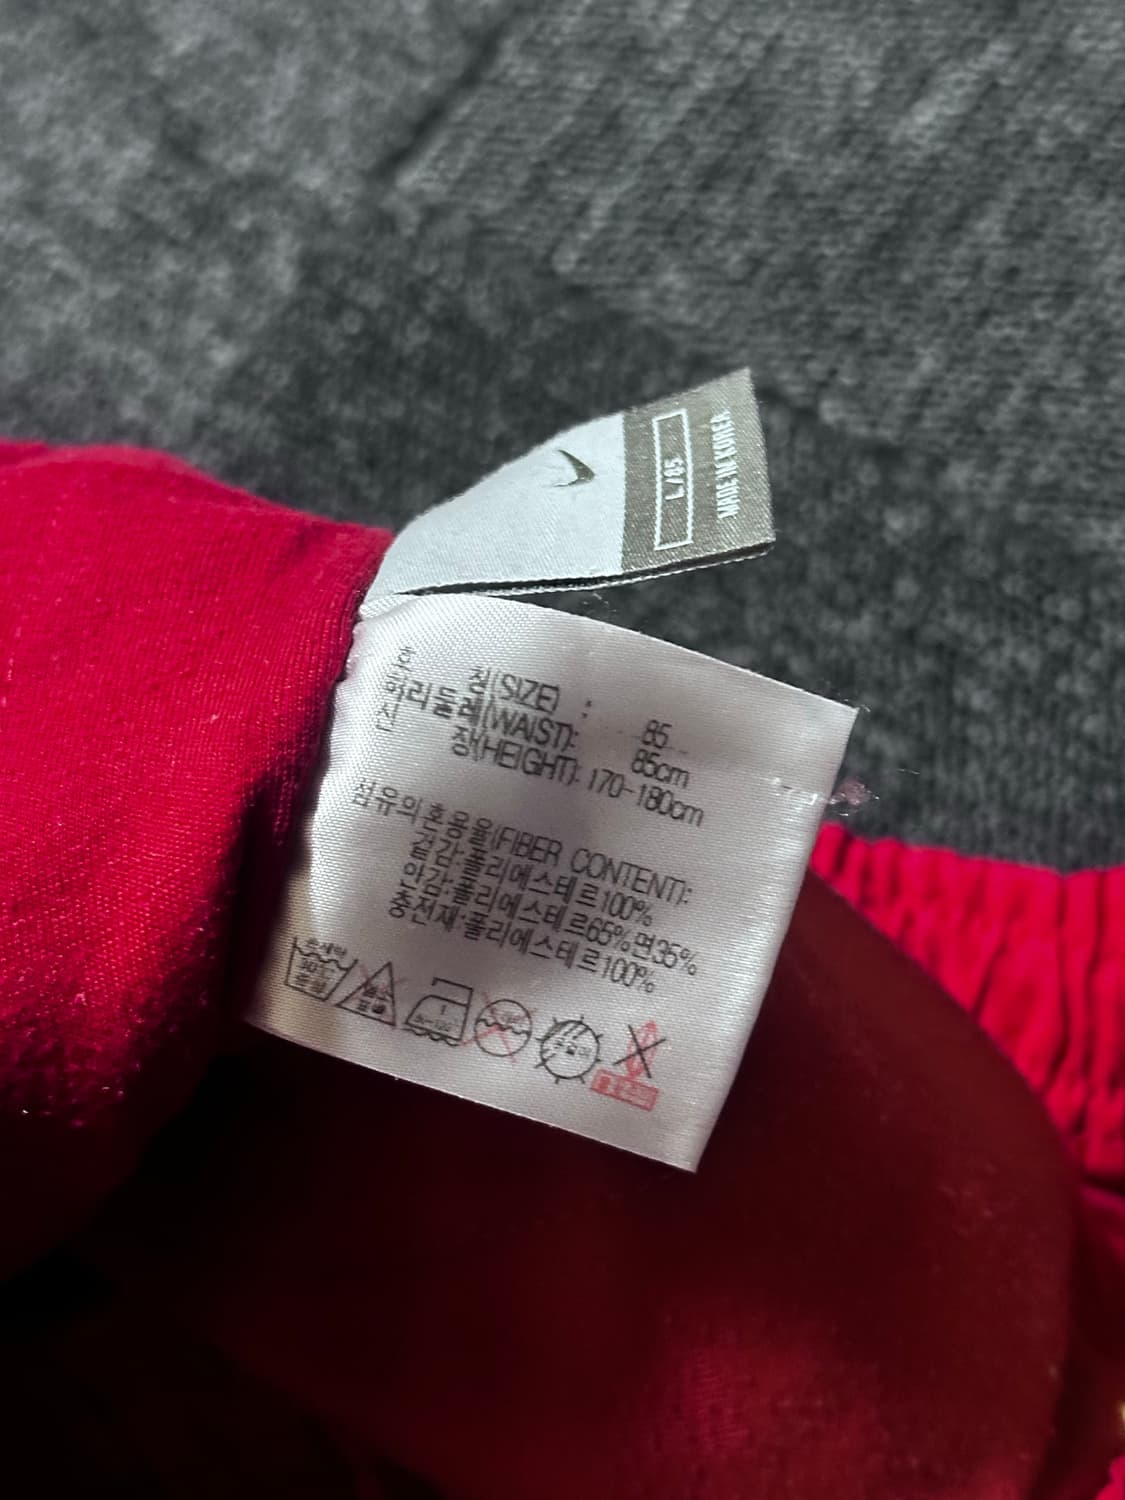 L/85
MADE IN KOREA
(SIZE) : 85
허리둘레(WAIST): 85cm
신 장(HEIGHT): 170-180cm
섬유의 혼용율(FIBER CONTENT):
겉감:폴리에스테르100%
안감:폴리에스테르65%면35%
충전재:폴리에스테르100%